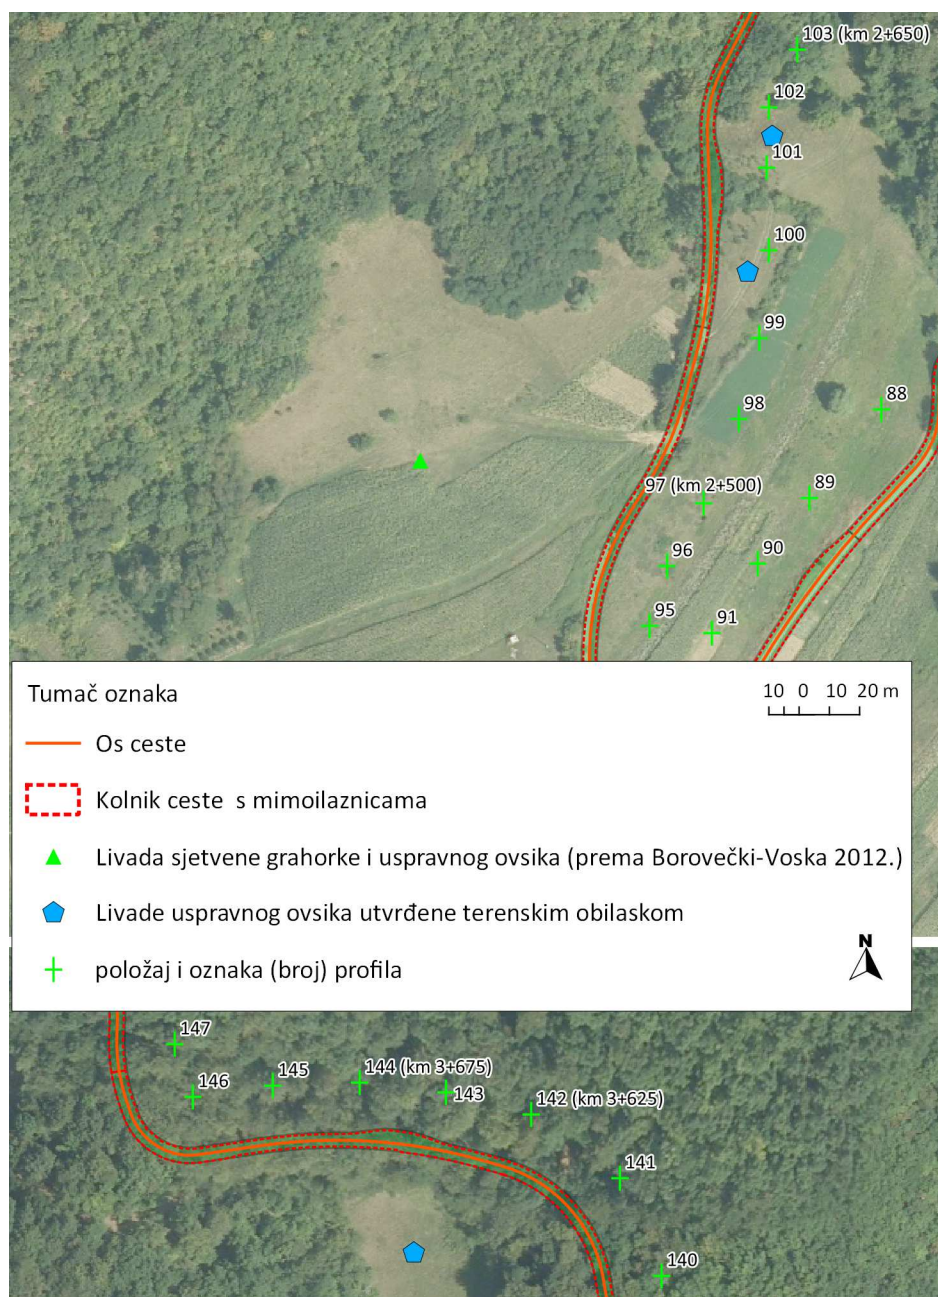 103 (km 2+650)
102
101
100
99
98
88
97 (km 2+500)
89
96
90
95
91
Tumač oznaka
10 0 10 20 m
Os ceste
Kolnik ceste s mimoilaznicama
Livada sjetvene grahorke i uspravnog ovsika (prema Borovečki-Voska 2012.)
Livade uspravnog ovsika utvrđene terenskim obilaskom
N
položaj i oznaka (broj) profila
147
146
145
144 (km 3+675)
143
142 (km 3+625)
141
140